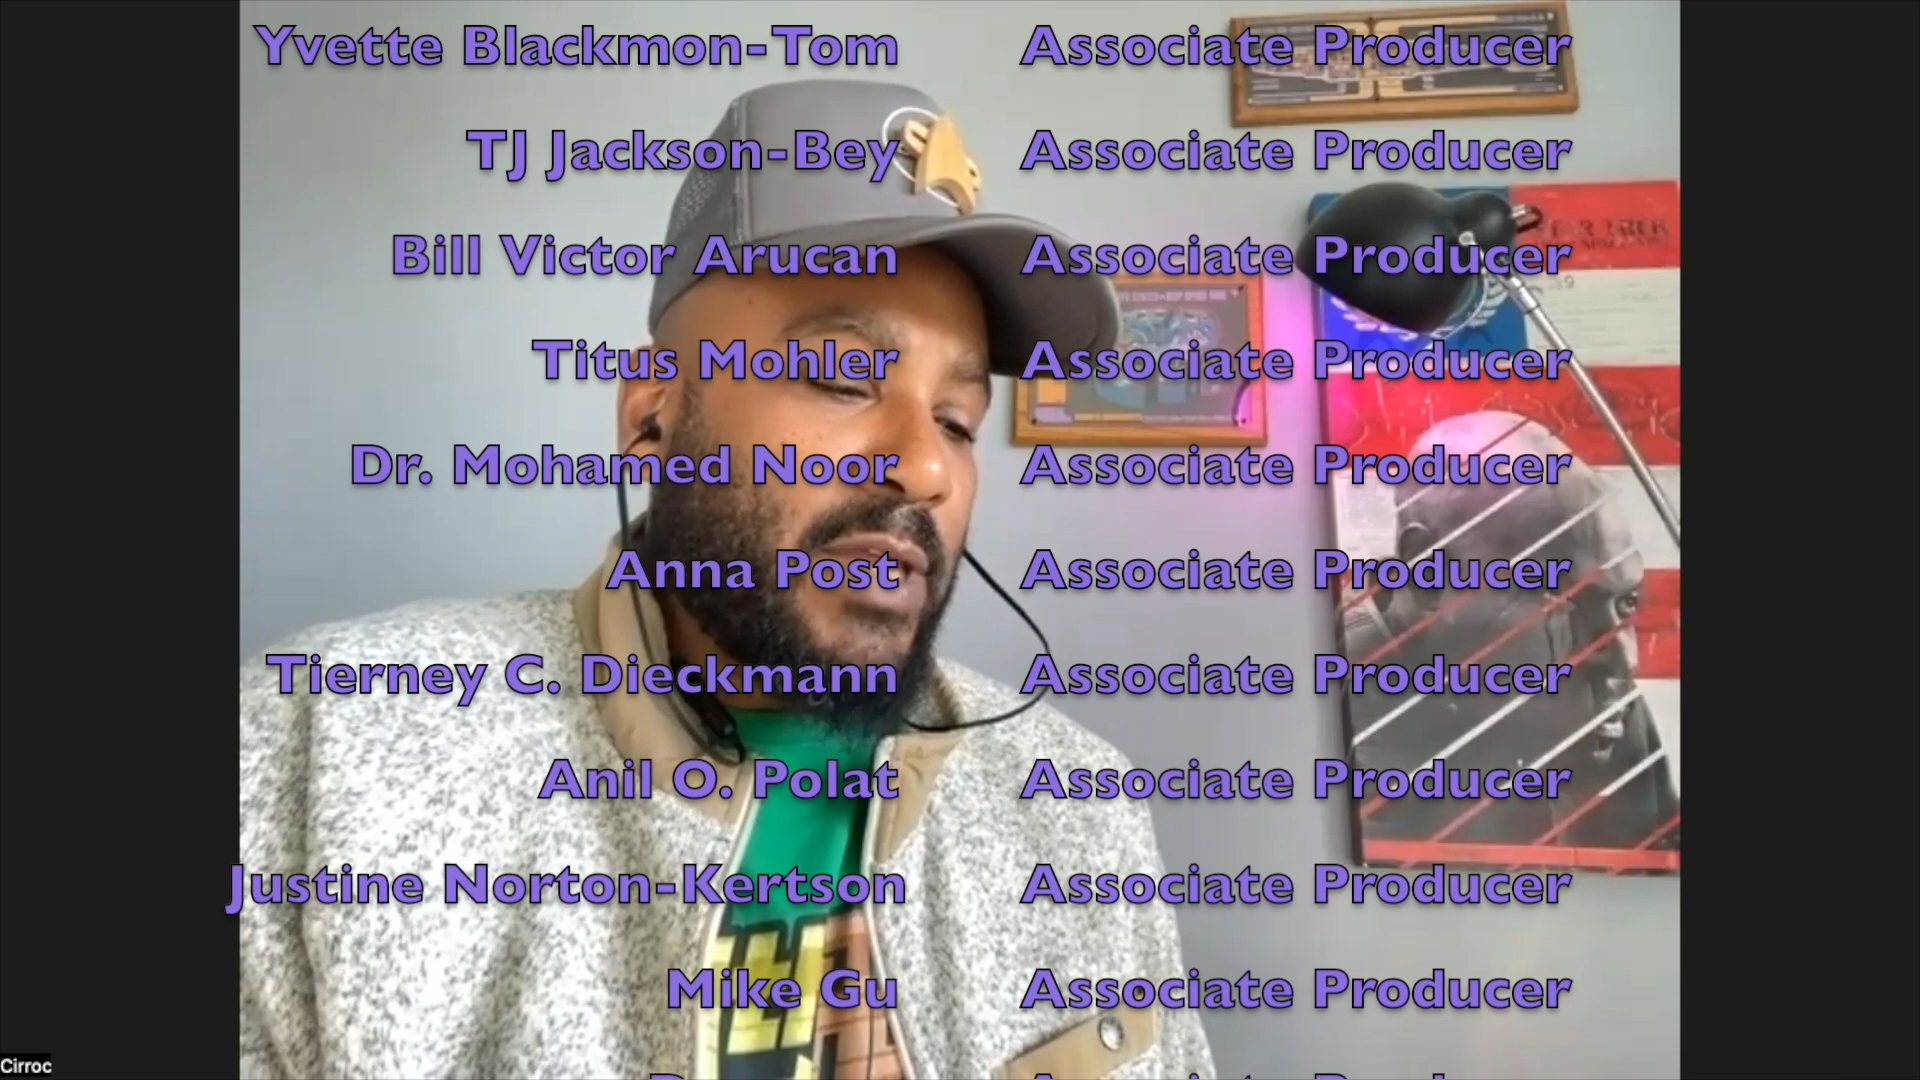 Yvette Blackmon-Tom Associate Producer
TJ Jackson-Bey Associate Producer
Bill Victor Arucan Associate Producer
Titus Mohler Associate Producer
Dr. Mohamed Noor Associate Producer
Anna Post Associate Producer
Tierney C. Dieckmann Associate Producer
Anil O. Polat Associate Producer
Justine Norton-Kertson Associate Producer
Mike Gu Associate Producer
Cirroc